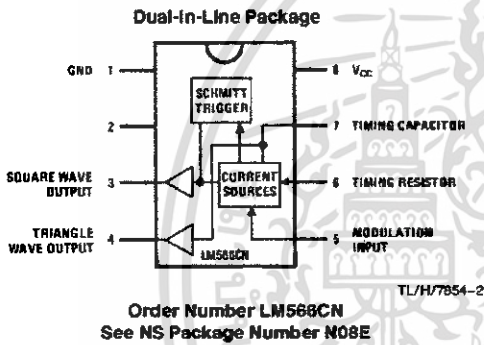 Dual-In-Line Package
GND 1
8 VCC
SCHMITT
TRIGGER
2
7 TIMING CAPACITOR
SQUARE WAVE
OUTPUT 3
CURRENT
SOURCES
6 TIMING RESISTOR
TRIANGLE
WAVE OUTPUT 4
5 MODULATION
INPUT
LM566CN
TL/H/7854-2
Order Number LM566CN
See NS Package Number N08E